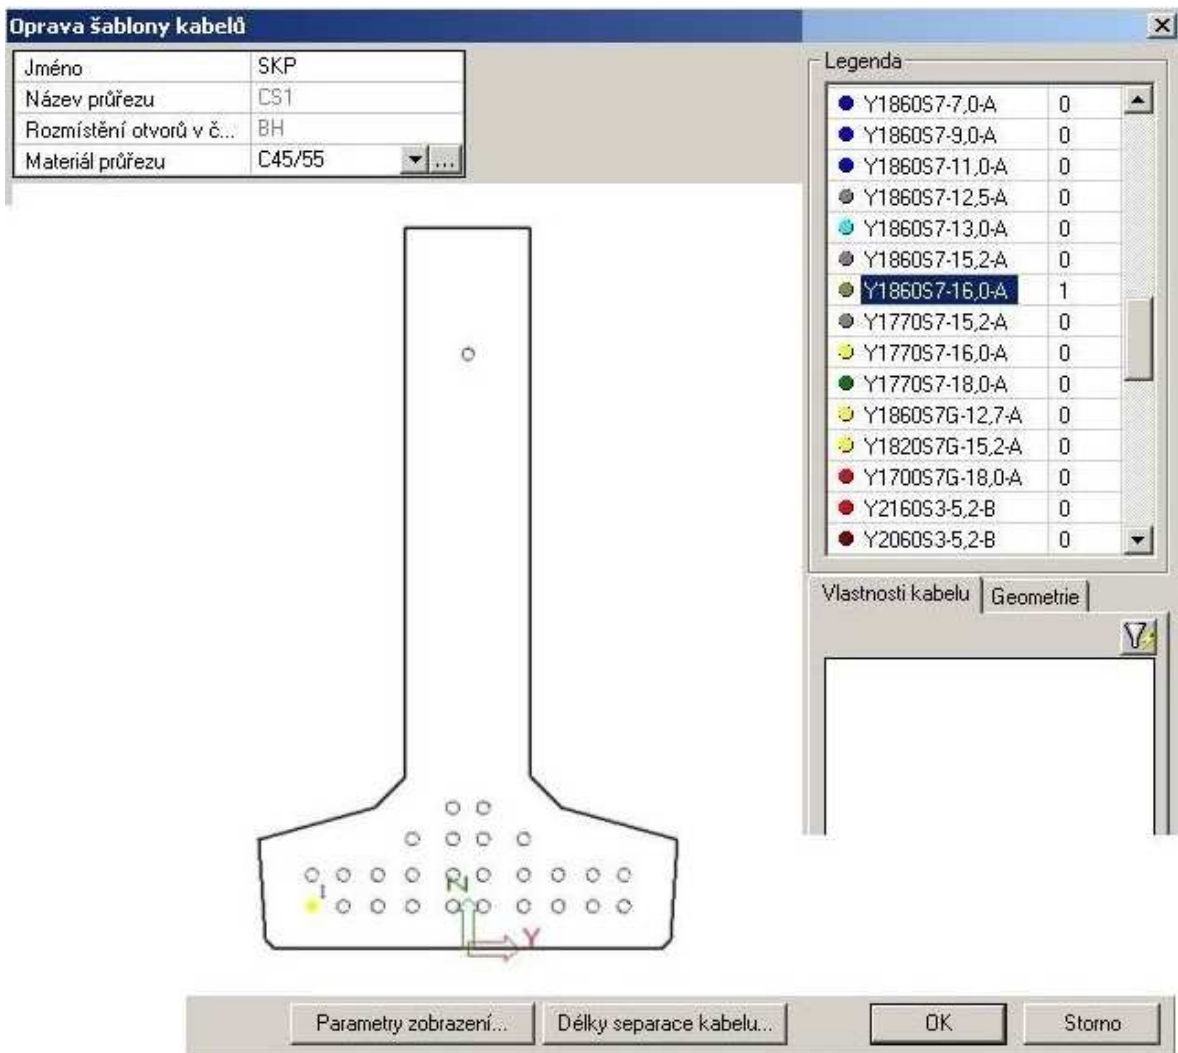 Oprava šablony kabelů
Jméno SKP
Název průřezu CS1
Rozmístění otvorů v č... BH
Materiál průřezu C45/55 ...
Legenda
Y1860S7-7,0-A 0
Y1860S7-9,0-A 0
Y1860S7-11,0-A 0
Y1860S7-12,5-A 0
Y1860S7-13,0-A 0
Y1860S7-15,2-A 0
Y1860S7-16,0-A 1
Y1770S7-15,2-A 0
Y1770S7-16,0-A 0
Y1770S7-18,0-A 0
Y1860S7G-12,7-A 0
Y1820S7G-15,2-A 0
Y1700S7G-18,0-A 0
Y2160S3-5,2-B 0
Y2060S3-5,2-B 0
Vlastnosti kabelu Geometrie
1
Z
Y
Parametry zobrazení... Délky separace kabelu... OK Storno